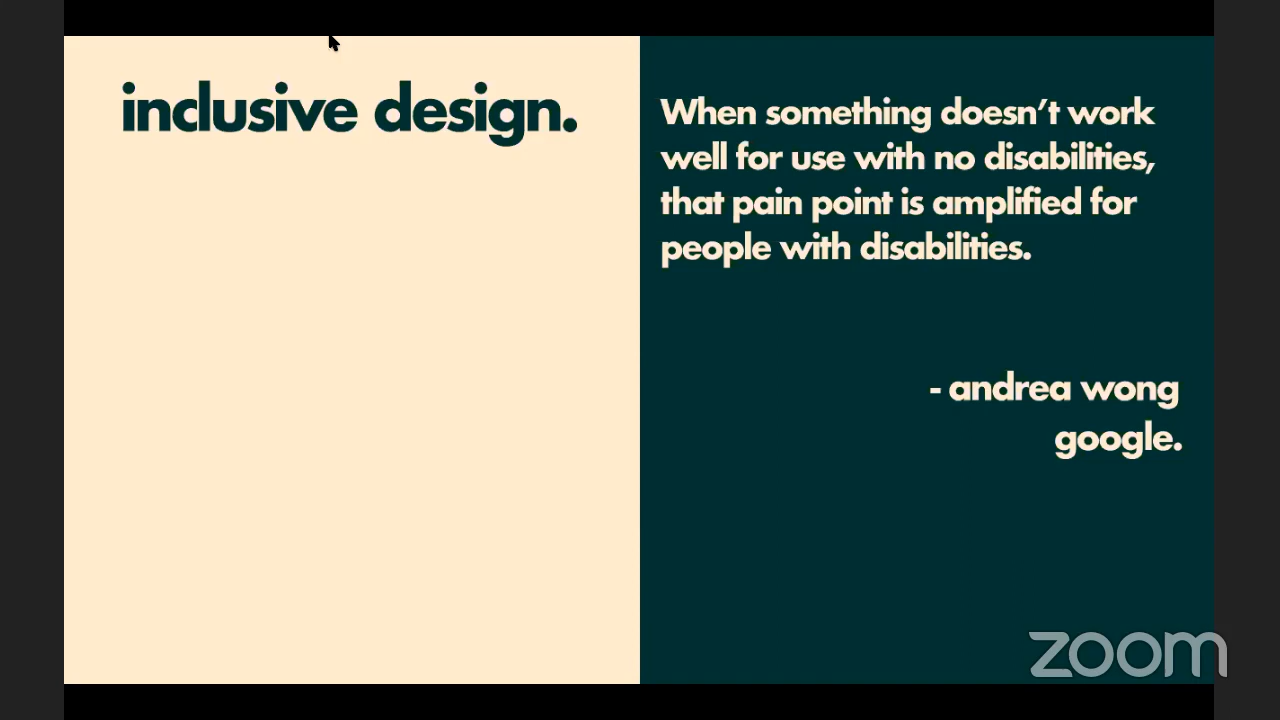 inclusive design.
When something doesn’t work
well for use with no disabilities,
that pain point is amplified for
people with disabilities.
- andrea wong
google.
zoom